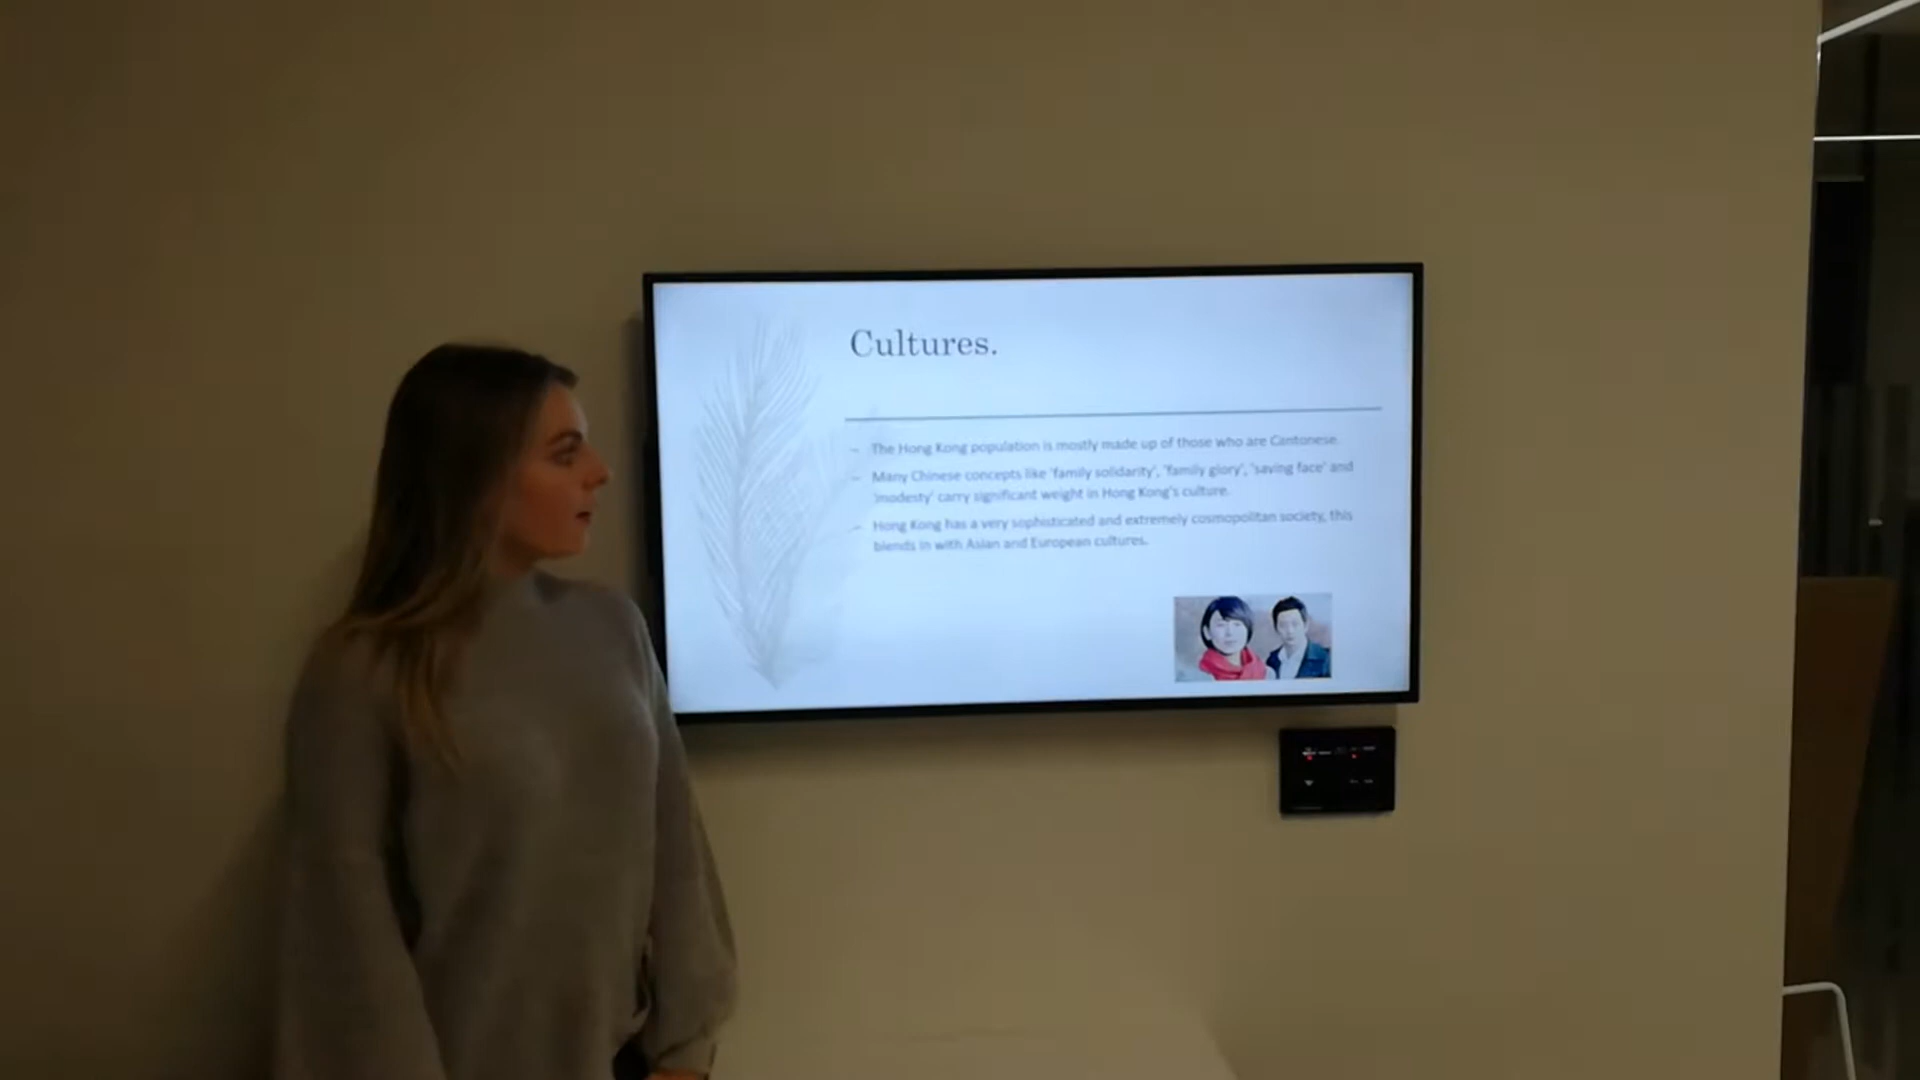 Cultures.
– The Hong Kong population is mostly made up of those who are Cantonese.
– Many Chinese concepts like 'family solidarity', 'family glory', 'saving face' and
'modesty' carry significant weight in Hong Kong's culture.
– Hong Kong has a very sophisticated and extremely cosmopolitan society, this
blends in with Asian and European cultures.